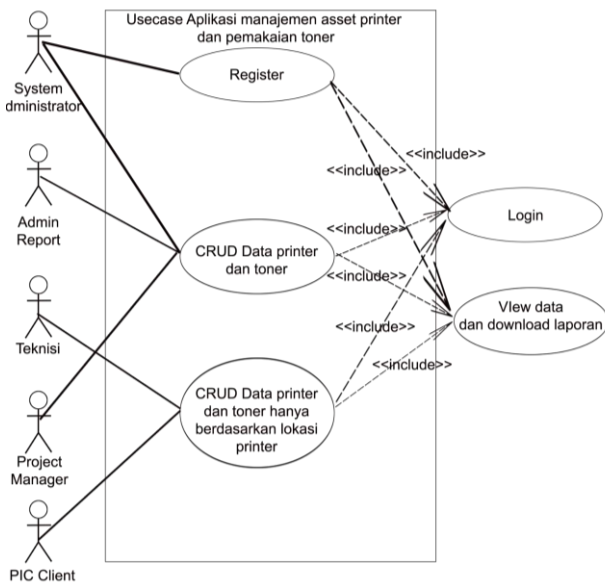 Usecase Aplikasi manajemen asset printer
dan pemakaian toner
System
dministrator
Register
<<include>>
<<include>>
Admin
Report
Login
CRUD Data printer
dan toner
<<include>>
<<include>>
VIew data
dan download laporan
Teknisi
<<include>>
<<include>>
CRUD Data printer
dan toner hanya
berdasarkan lokasi
printer
Project
Manager
PIC Client